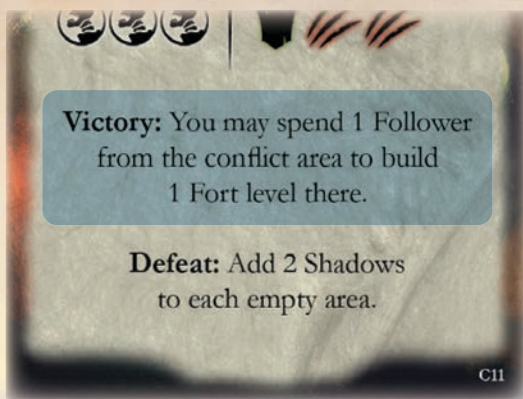 Victory: You may spend 1 Follower
from the conflict area to build
1 Fort level there.
Defeat: Add 2 Shadows
to each empty area.
C11